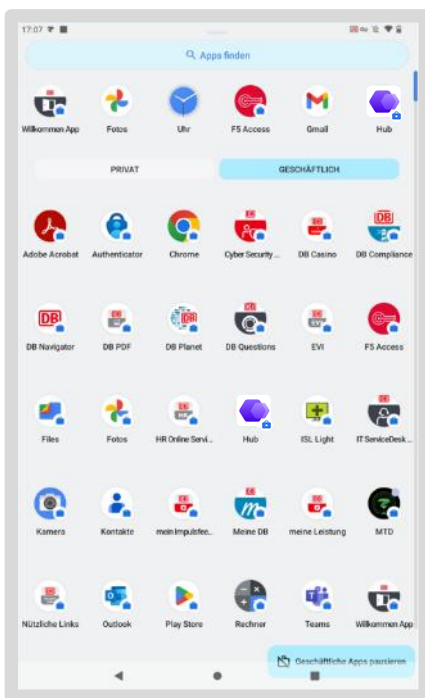 17:07
Apps finden
Willkommen App Fotos Uhr F5 Access Gmail Hub
PRIVAT GESCHÄFTLICH
Adobe Acrobat Authenticator Chrome Cyber Security ... DB Casino DB Compliance
DB Navigator DB PDF DB Planet DB Questions EVI F5 Access
Files Fotos HR Online Servi... Hub ISL Light IT ServiceDesk...
Kamera Kontakte mein Impulsfee... Meine DB meine Leistung MTD
Nützliche Links Outlook Play Store Rechner Teams Willkommen App
Geschäftliche Apps pausieren